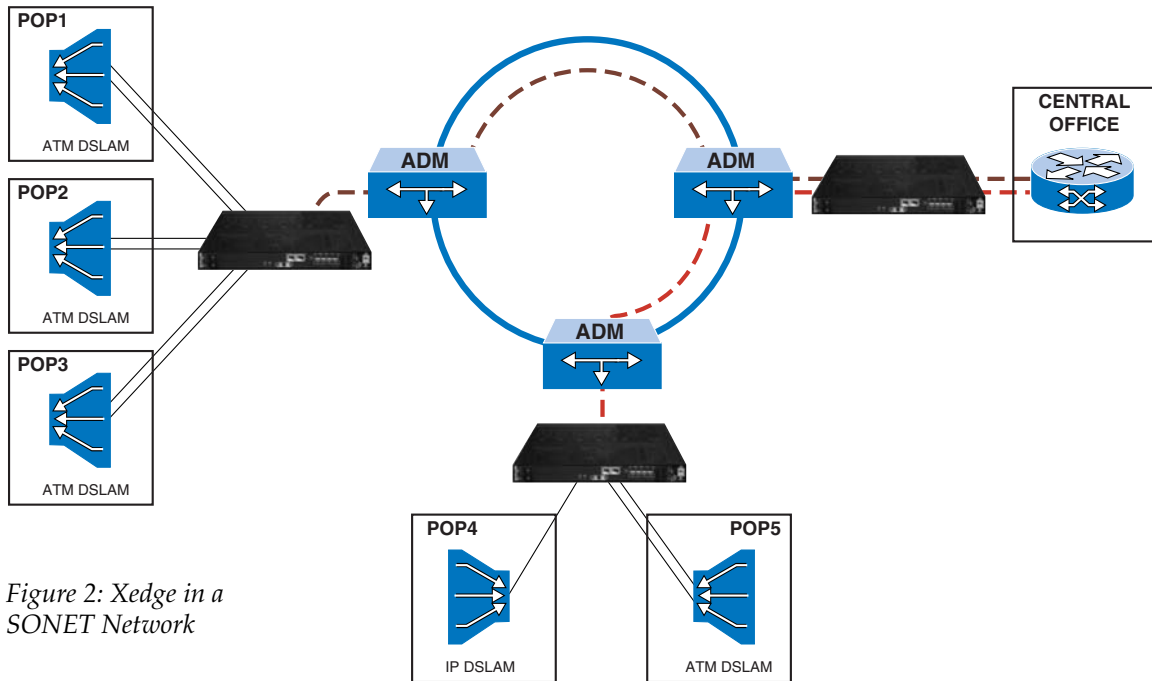 POP1
ATM DSLAM
POP2
ATM DSLAM
POP3
ATM DSLAM
ADM
ADM
ADM
CENTRAL
OFFICE
POP4
IP DSLAM
POP5
ATM DSLAM
Figure 2: Xedge in a
SONET Network